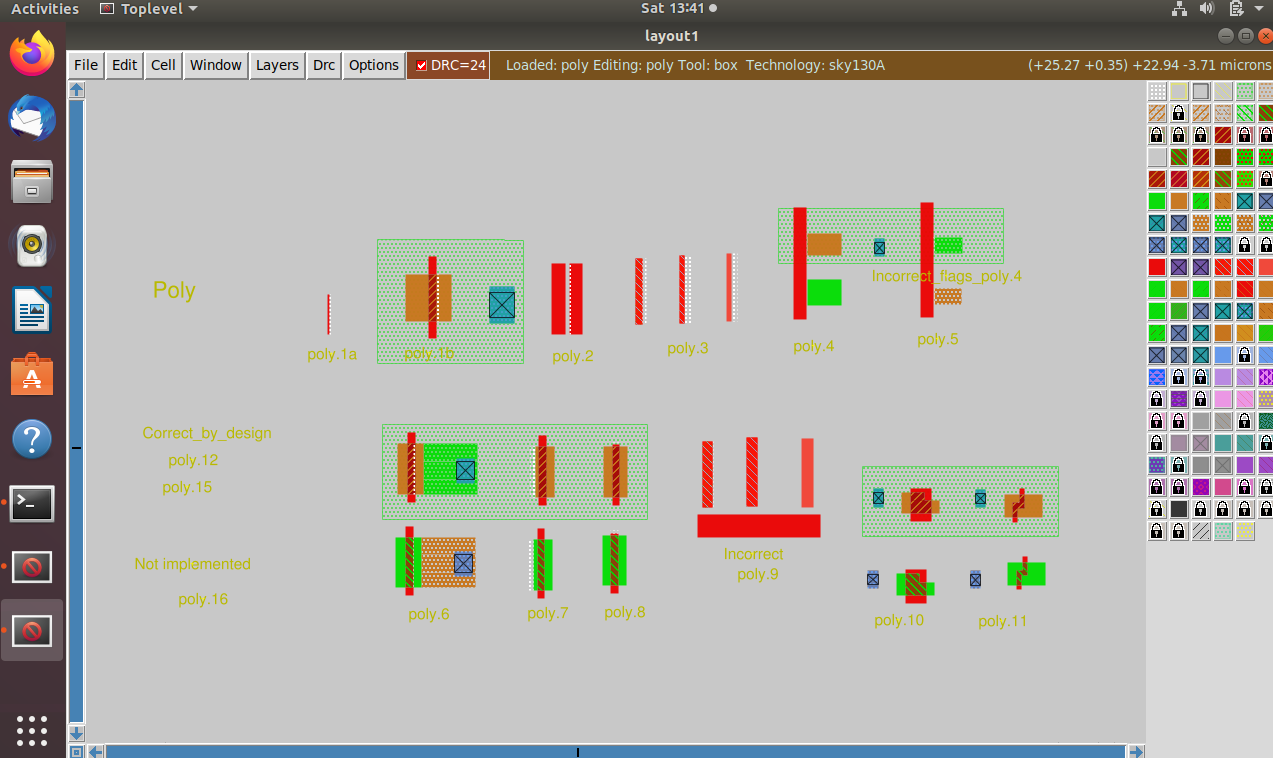 Activities Toplevel Sat 13:41
layout1
File Edit Cell Window Layers Drc Options DRC=24 Loaded: poly Editing: poly Tool: box Technology: sky130A (+25.27 +0.35) +22.94 -3.71 microns
Poly
Incorrect_flags_poly.4
poly.1a poly.1b poly.2 poly.3 poly.4 poly.5
Correct_by_design
poly.12
poly.15
Incorrect
Not implemented
poly.9
poly.16
poly.6 poly.7 poly.8 poly.10 poly.11